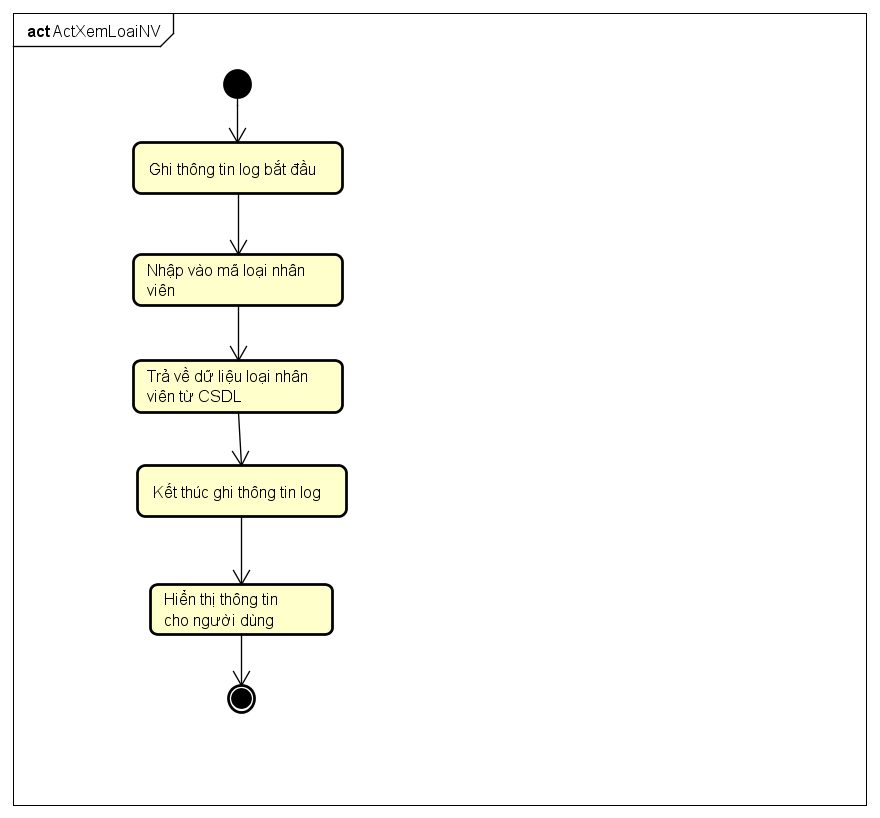 act ActXemLoaiNV
Ghi thông tin log bắt đầu
Nhập vào mã loại nhân
viên
Trả về dữ liệu loại nhân
viên từ CSDL
Kết thúc ghi thông tin log
Hiển thị thông tin
cho người dùng